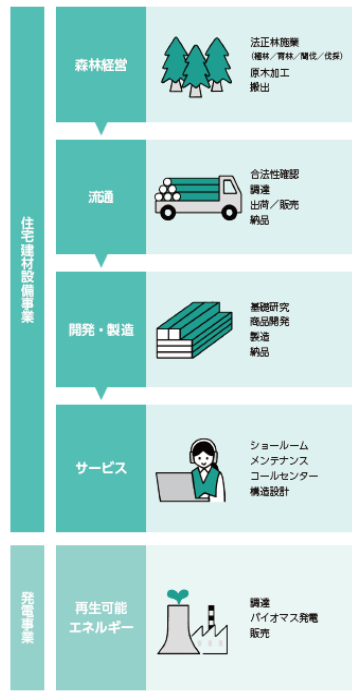 住宅建材設備事業
森林経営
法正林施業
(植林/育林/間伐/伐採)
原木加工
搬出
流通
合法性確認
調達
出荷/販売
納品
開発・製造
基礎研究
商品開発
製造
納品
サービス
ショールーム
メンテナンス
コールセンター
構造設計
発電事業
再生可能
エネルギー
調達
バイオマス発電
販売